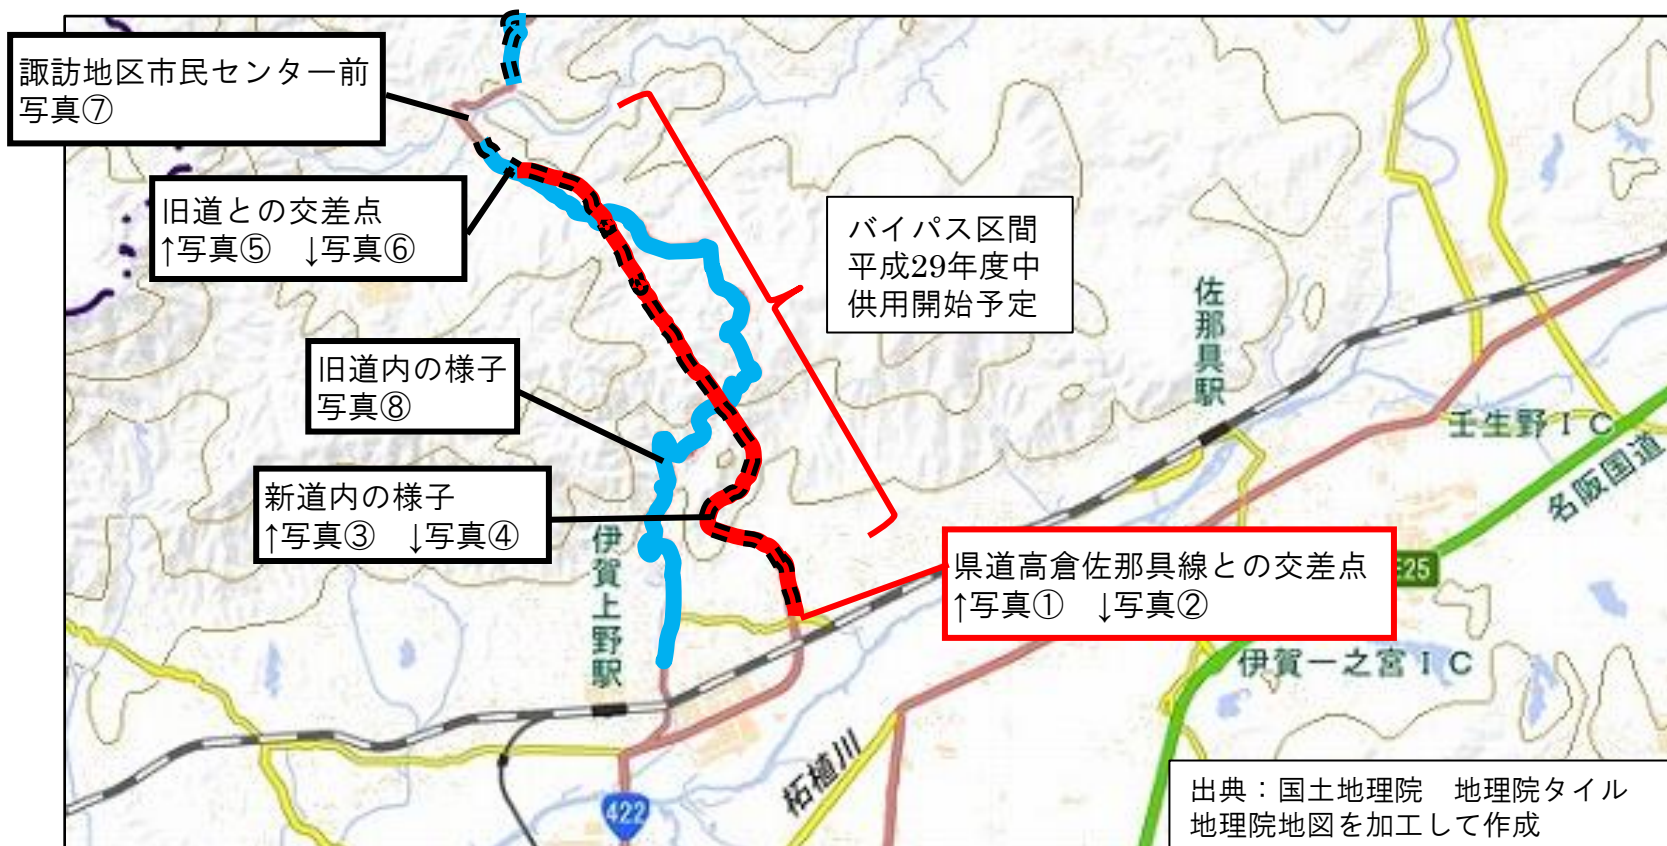 諏訪地区市民センター前
写真⑦
旧道との交差点
↑写真⑤　↓写真⑥
バイパス区間
平成29年度中
供用開始予定
佐那具駅
旧道内の様子
写真⑧
壬生野IC
名阪国道
新道内の様子
↑写真③　↓写真④
伊賀上野駅
県道高倉佐那具線との交差点
↑写真①　↓写真②
E25
伊賀一之宮IC
柘植川
422
出典：国土地理院　地理院タイル
地理院地図を加工して作成